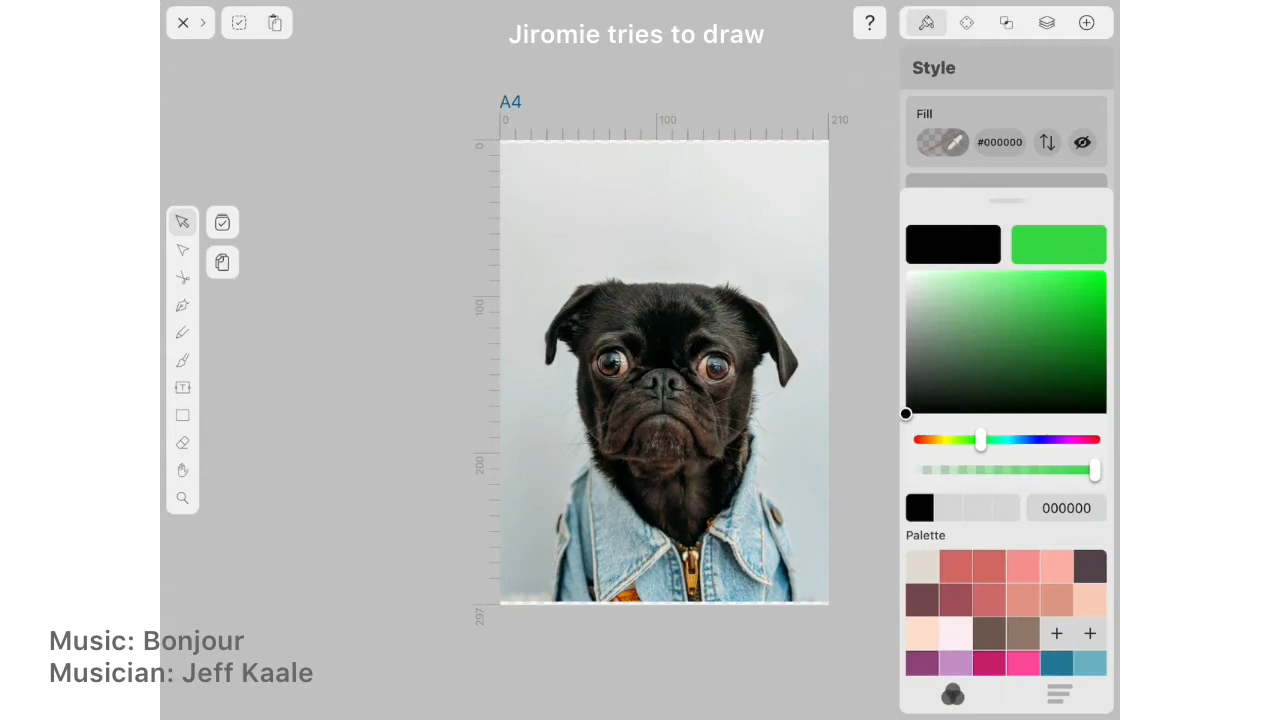 Jiromie tries to draw
?
Style
A4
0
100
210
Fill
#000000
0
100
200
297
T
000000
Palette
Music: Bonjour
Musician: Jeff Kaale